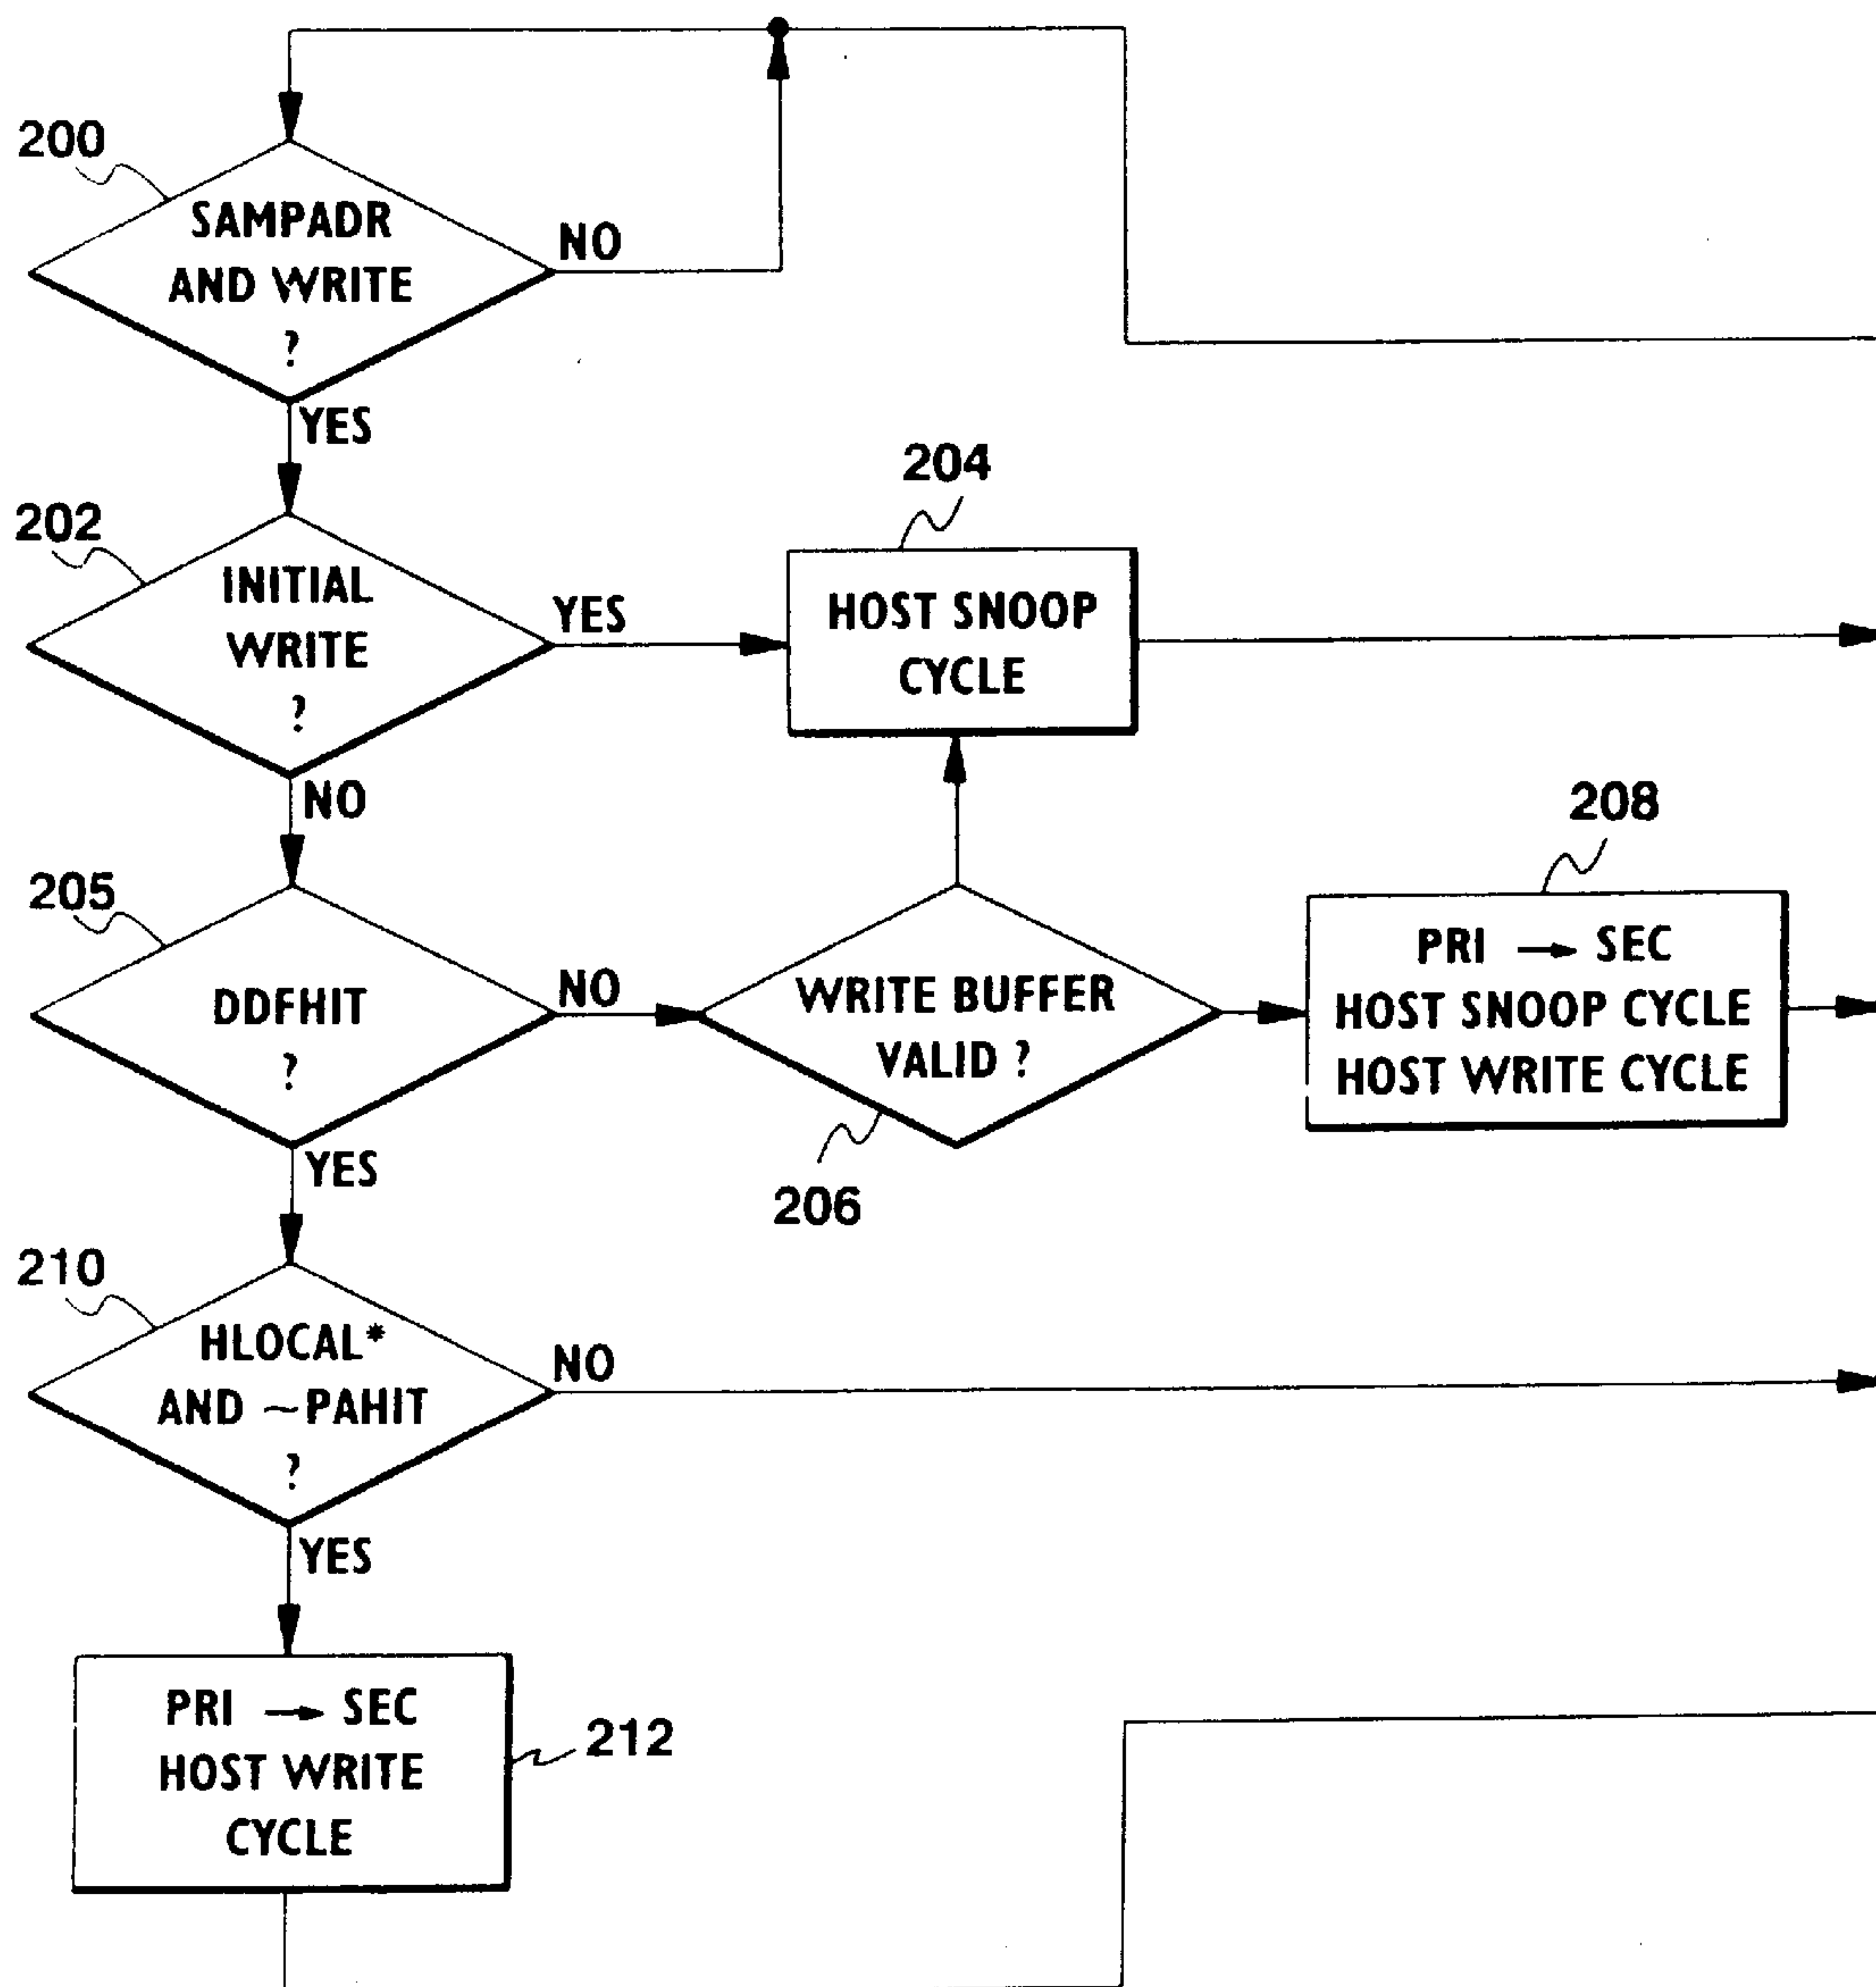 200
SAMPADR
AND WRITE
?
NO
YES
202
INITIAL
WRITE
?
YES
NO
204
HOST SNOOP
CYCLE
205
DDFHIT
?
NO
YES
WRITE BUFFER
VALID ?
206
208
PRI → SEC
HOST SNOOP CYCLE
HOST WRITE CYCLE
210
HLOCAL*
AND ~PAHIT
?
NO
YES
PRI → SEC
HOST WRITE
CYCLE
212